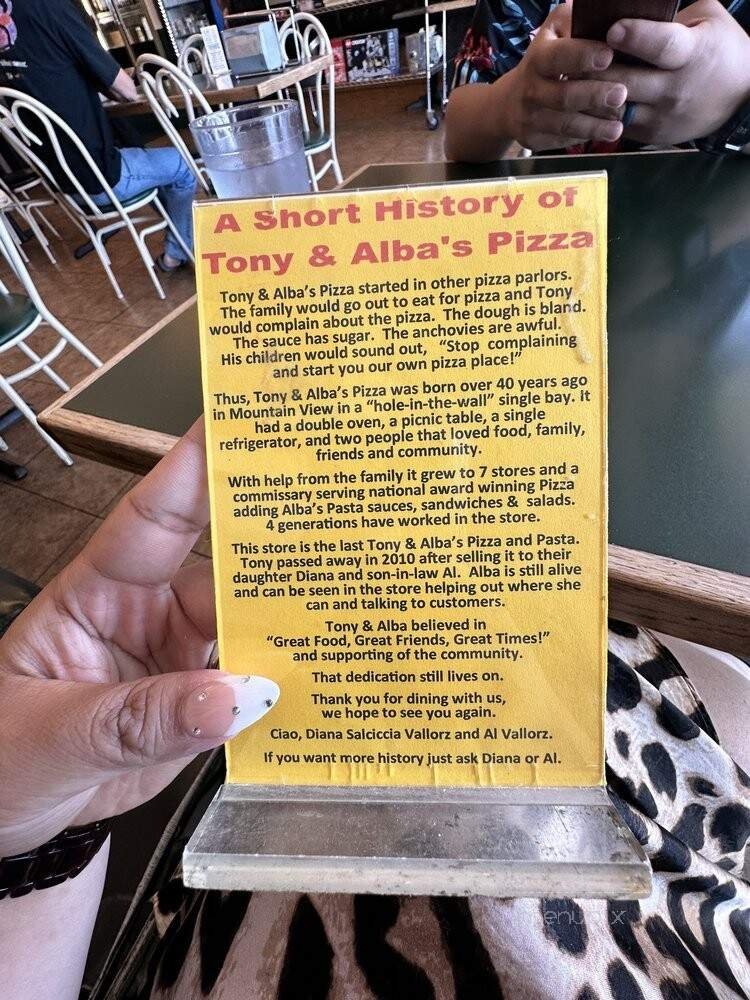 A Short History of
Tony & Alba's Pizza
Tony & Alba's Pizza started in other pizza parlors.
The family would go out to eat for pizza and Tony
would complain about the pizza. The dough is bland.
The sauce has sugar. The anchovies are awful.
His children would sound out, "Stop complaining
and start you our own pizza place!"
Thus, Tony & Alba's Pizza was born over 40 years ago
in Mountain View in a "hole-in-the-wall" single bay. It
had a double oven, a picnic table, a single
refrigerator, and two people that loved food, family,
friends and community.
With help from the family it grew to 7 stores and a
commissary serving national award winning Pizza
adding Alba's Pasta sauces, sandwiches & salads.
4 generations have worked in the store.
This store is the last Tony & Alba's Pizza and Pasta.
Tony passed away in 2010 after selling it to their
daughter Diana and son-in-law Al. Alba is still alive
and can be seen in the store helping out where she
can and talking to customers.
Tony & Alba believed in
"Great Food, Great Friends, Great Times!"
and supporting of the community.
That dedication still lives on.
Thank you for dining with us,
we hope to see you again.
Ciao, Diana Salciccia Vallorz and Al Vallorz.
If you want more history just ask Diana or Al.